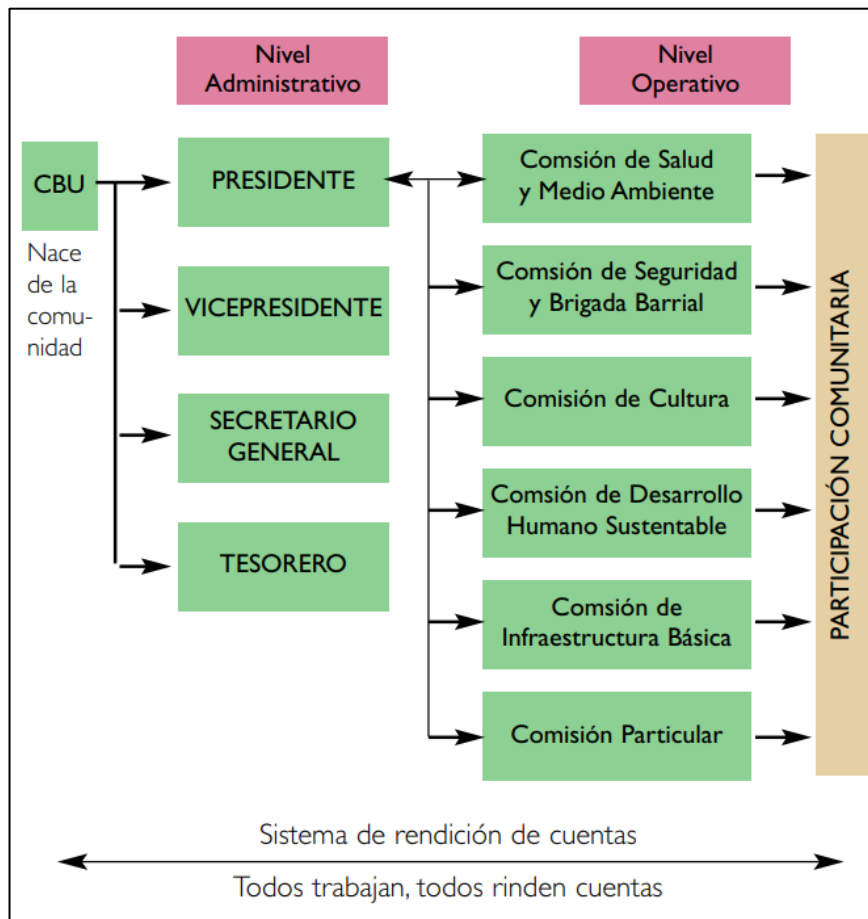 Nivel
Administrativo
Nivel
Operativo
CBU
Nace
de la
comu-
nidad
PRESIDENTE
VICEPRESIDENTE
SECRETARIO
GENERAL
TESORERO
Comsión de Salud
y Medio Ambiente
Comsión de Seguridad
y Brigada Barrial
Comisión de Cultura
Comsión de Desarrollo
Humano Sustentable
Comsión de
Infraestructura Básica
Comisión Particular
PARTICIPACIÓN COMUNITARIA
Sistema de rendición de cuentas
Todos trabajan, todos rinden cuentas